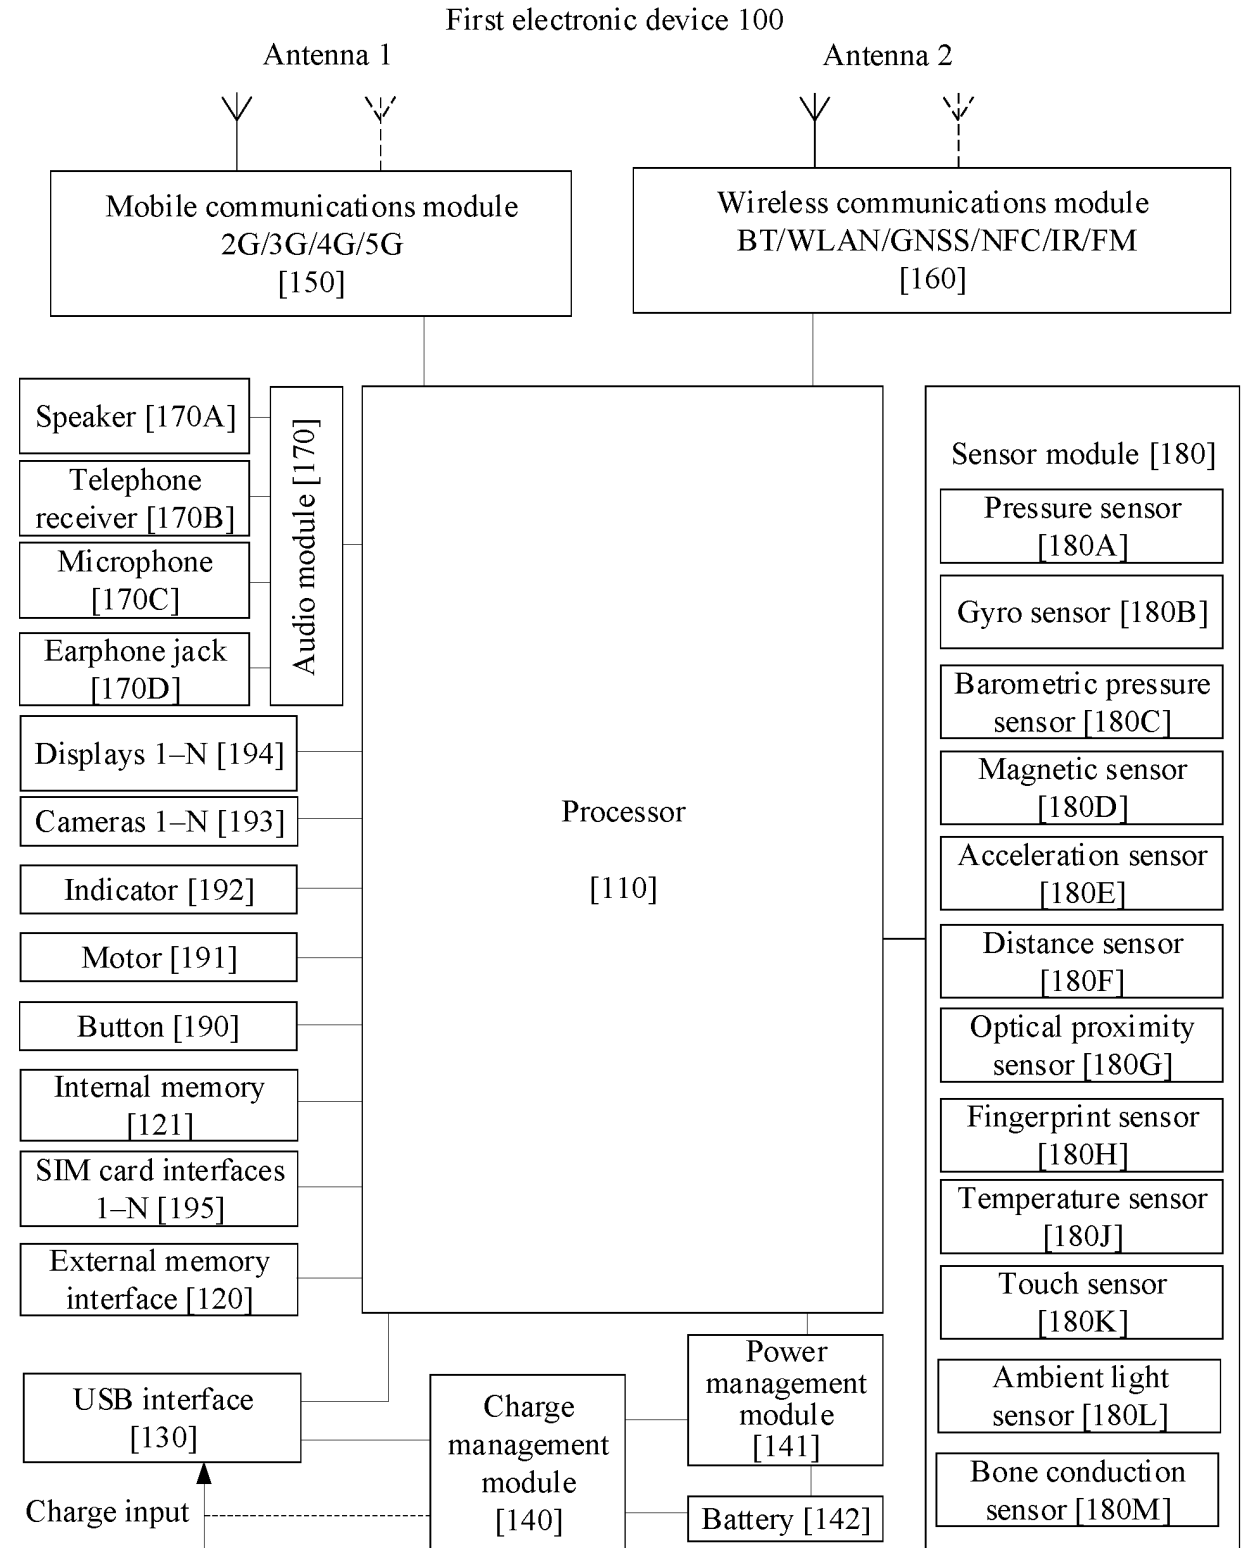 First electronic device 100
Antenna 1
Antenna 2
Mobile communications module
2G/3G/4G/5G
[150]
Wireless communications module
BT/WLAN/GNSS/NFC/IR/FM
[160]
Speaker [170A]
Telephone
receiver [170B]
Microphone
[170C]
Earphone jack
[170D]
Audio module [170]
Displays 1–N [194]
Cameras 1–N [193]
Indicator [192]
Motor [191]
Button [190]
Internal memory
[121]
SIM card interfaces
1–N [195]
External memory
interface [120]
Processor
[110]
Sensor module [180]
Pressure sensor
[180A]
Gyro sensor [180B]
Barometric pressure
sensor [180C]
Magnetic sensor
[180D]
Acceleration sensor
[180E]
Distance sensor
[180F]
Optical proximity
sensor [180G]
Fingerprint sensor
[180H]
Temperature sensor
[180J]
Touch sensor
[180K]
Ambient light
sensor [180L]
Bone conduction
sensor [180M]
USB interface
[130]
Charge input
Charge
management
module
[140]
Power
management
module
[141]
Battery [142]